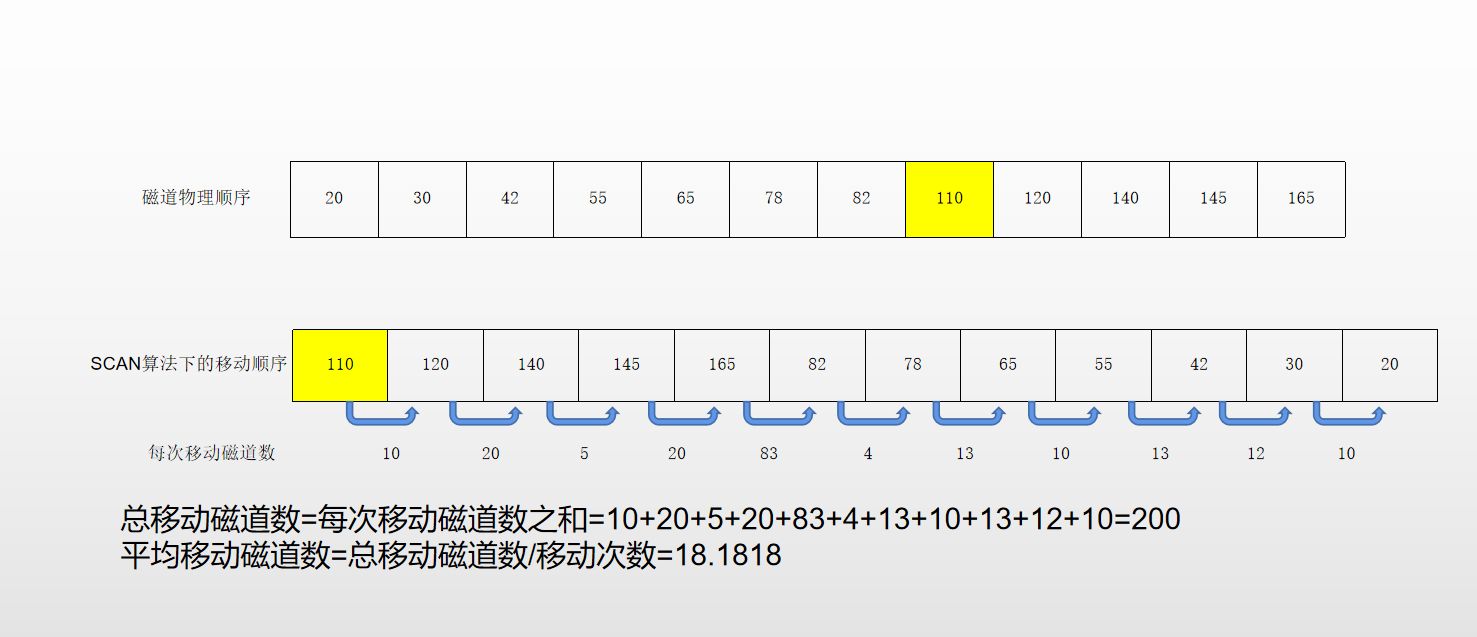 磁道物理顺序 20 30 42 55 65 78 82 110 120 140 145 165
SCAN算法下的移动顺序 110 120 140 145 165 82 78 65 55 42 30 20
每次移动磁道数 10 20 5 20 83 4 13 10 13 12 10
总移动磁道数=每次移动磁道数之和=10+20+5+20+83+4+13+10+13+12+10=200
平均移动磁道数=总移动磁道数/移动次数=18.1818